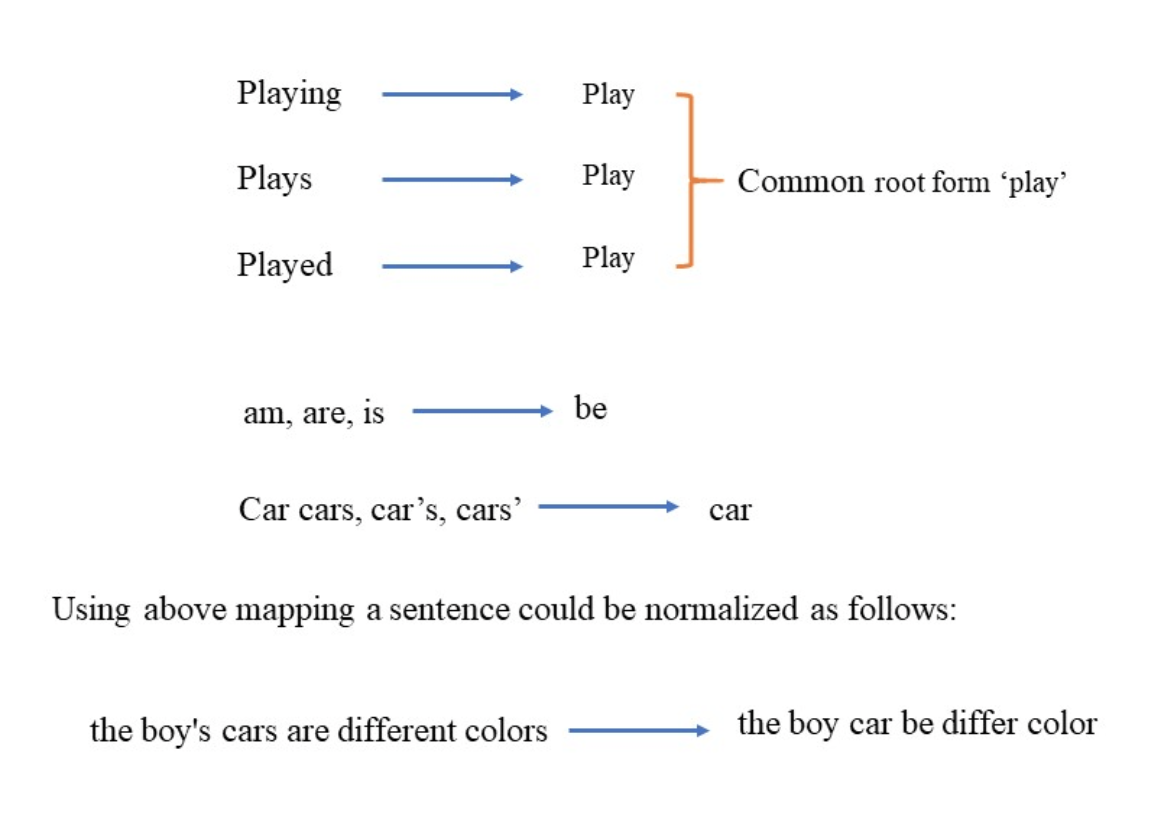 Playing Play
Plays Play
Common root form ‘play’
Played Play
am, are, is be
Car cars, car’s, cars’ car
Using above mapping a sentence could be normalized as follows:
the boy's cars are different colors the boy car be differ color